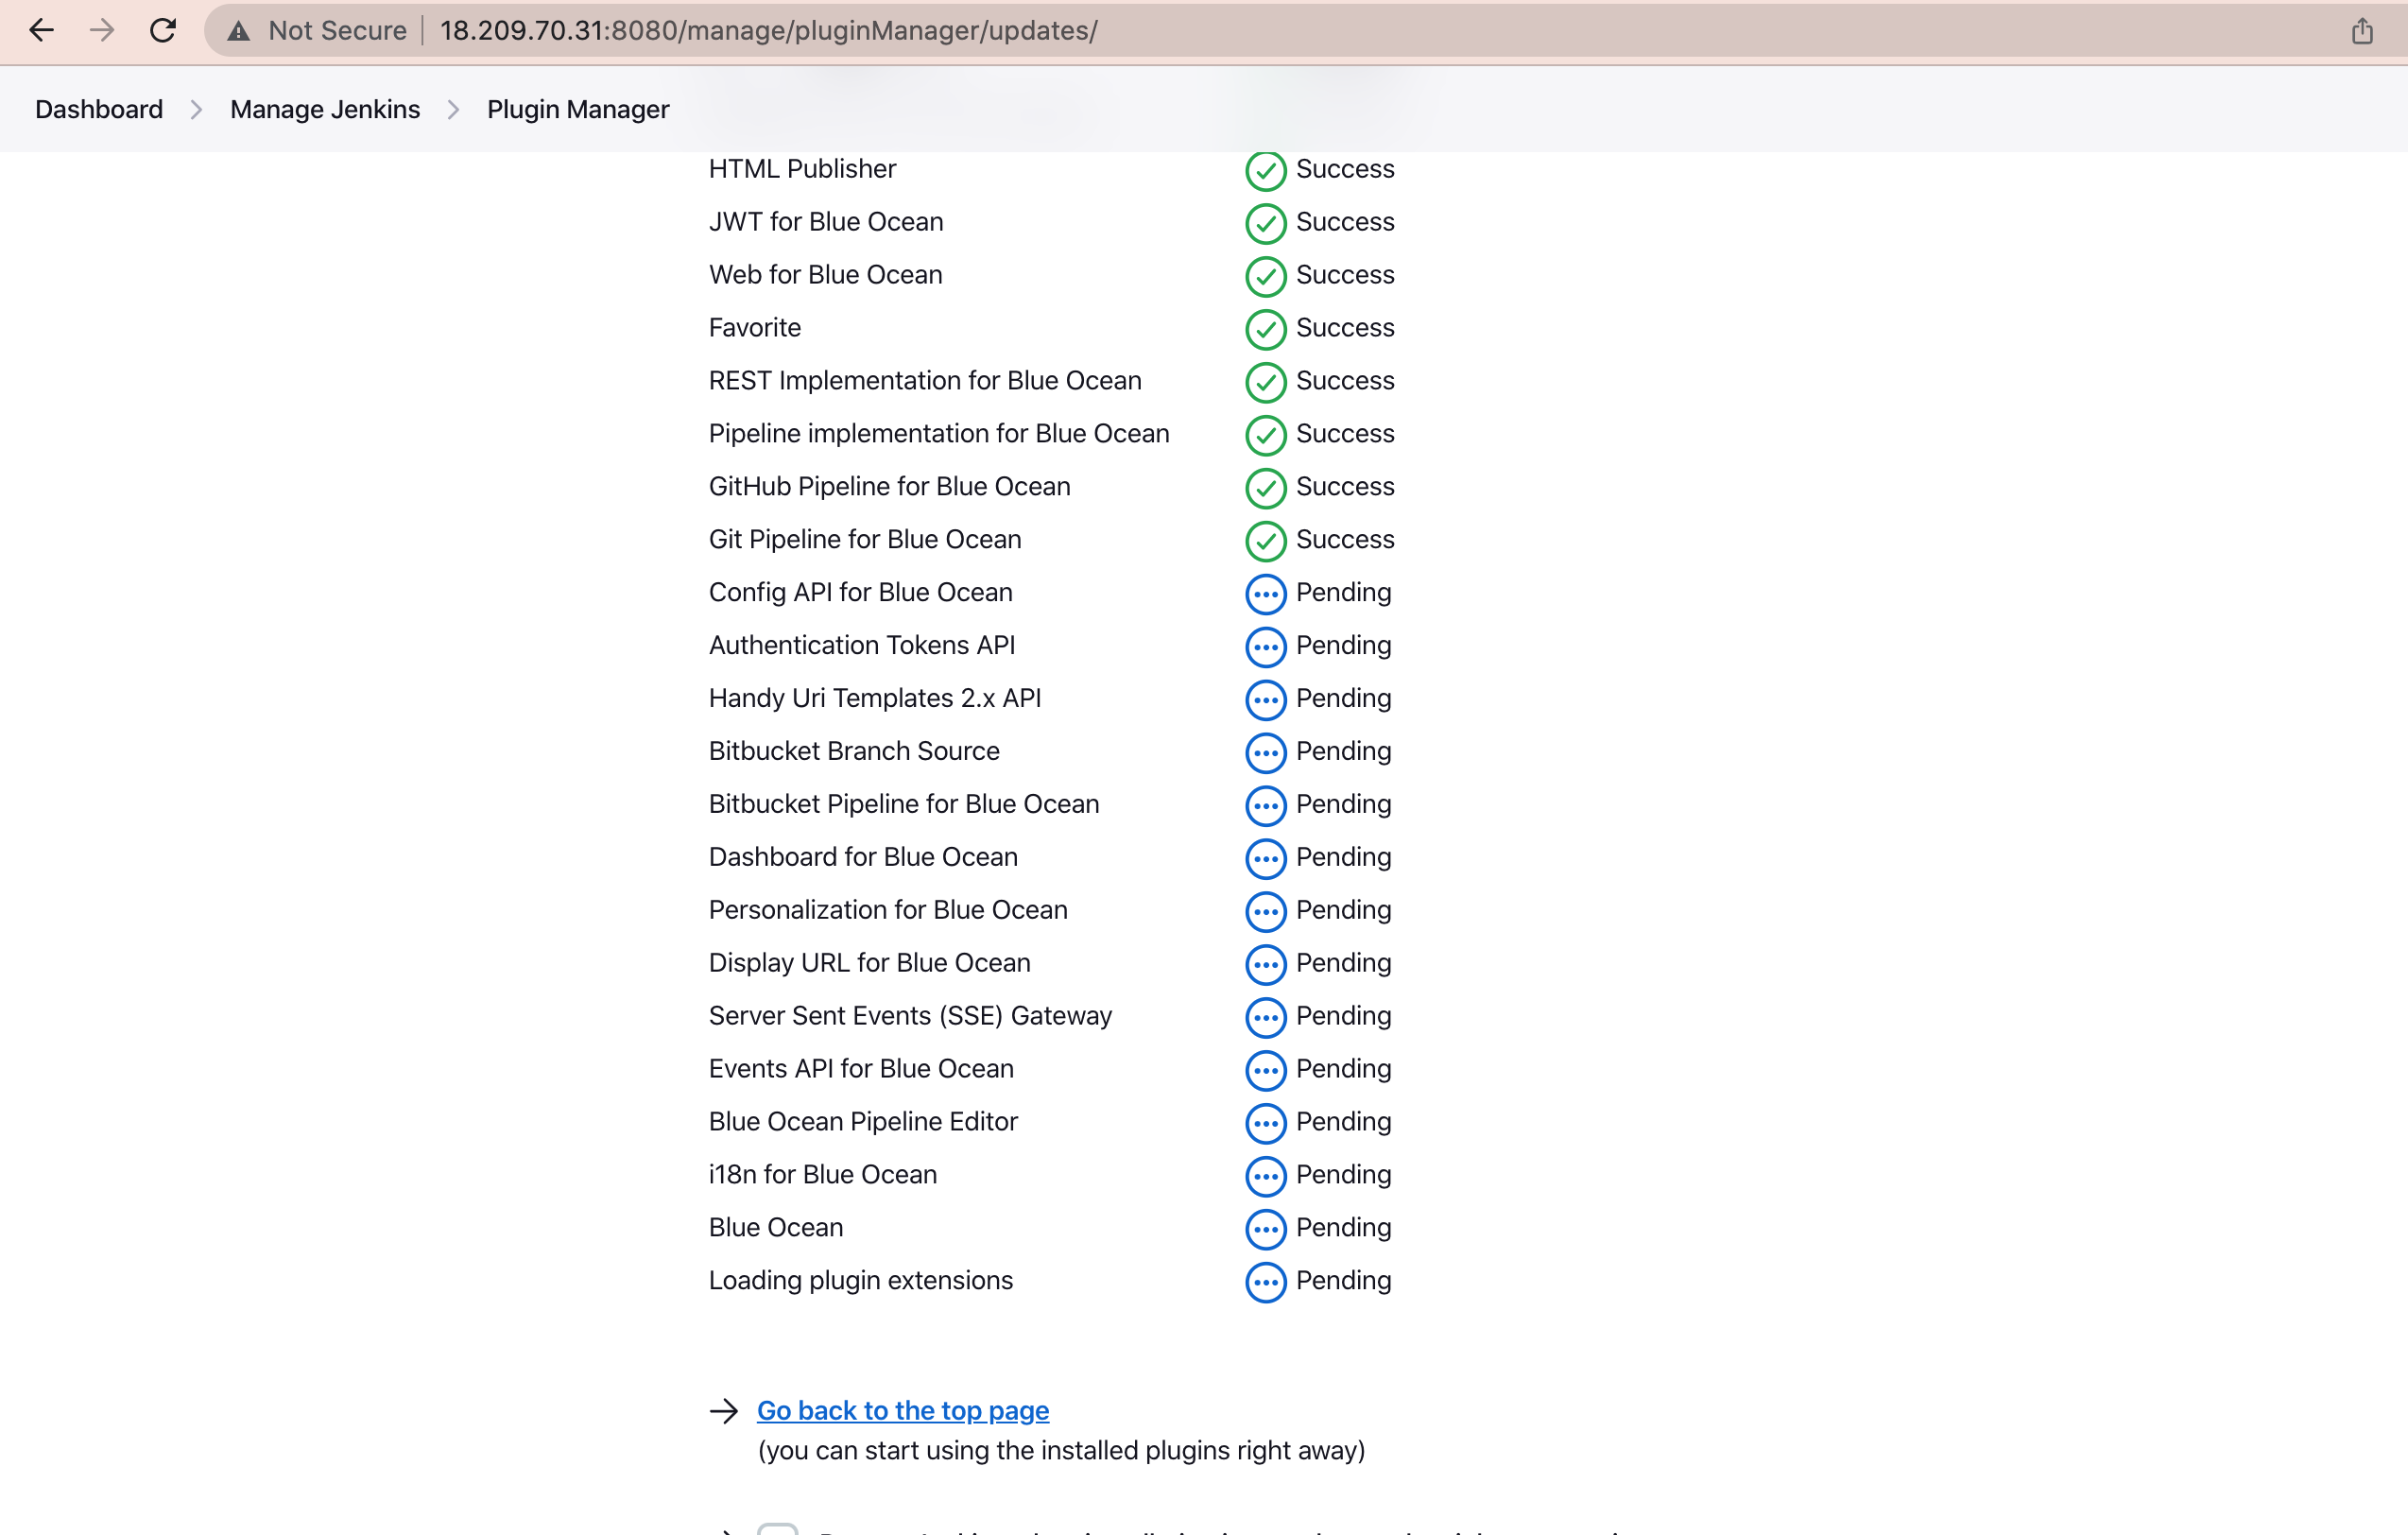 Not Secure 18.209.70.31:8080/manage/pluginManager/updates/
Dashboard Manage Jenkins Plugin Manager
HTML Publisher Success
JWT for Blue Ocean Success
Web for Blue Ocean Success
Favorite Success
REST Implementation for Blue Ocean Success
Pipeline implementation for Blue Ocean Success
GitHub Pipeline for Blue Ocean Success
Git Pipeline for Blue Ocean Success
Config API for Blue Ocean Pending
Authentication Tokens API Pending
Handy Uri Templates 2.x API Pending
Bitbucket Branch Source Pending
Bitbucket Pipeline for Blue Ocean Pending
Dashboard for Blue Ocean Pending
Personalization for Blue Ocean Pending
Display URL for Blue Ocean Pending
Server Sent Events (SSE) Gateway Pending
Events API for Blue Ocean Pending
Blue Ocean Pipeline Editor Pending
i18n for Blue Ocean Pending
Blue Ocean Pending
Loading plugin extensions Pending
Go back to the top page
(you can start using the installed plugins right away)